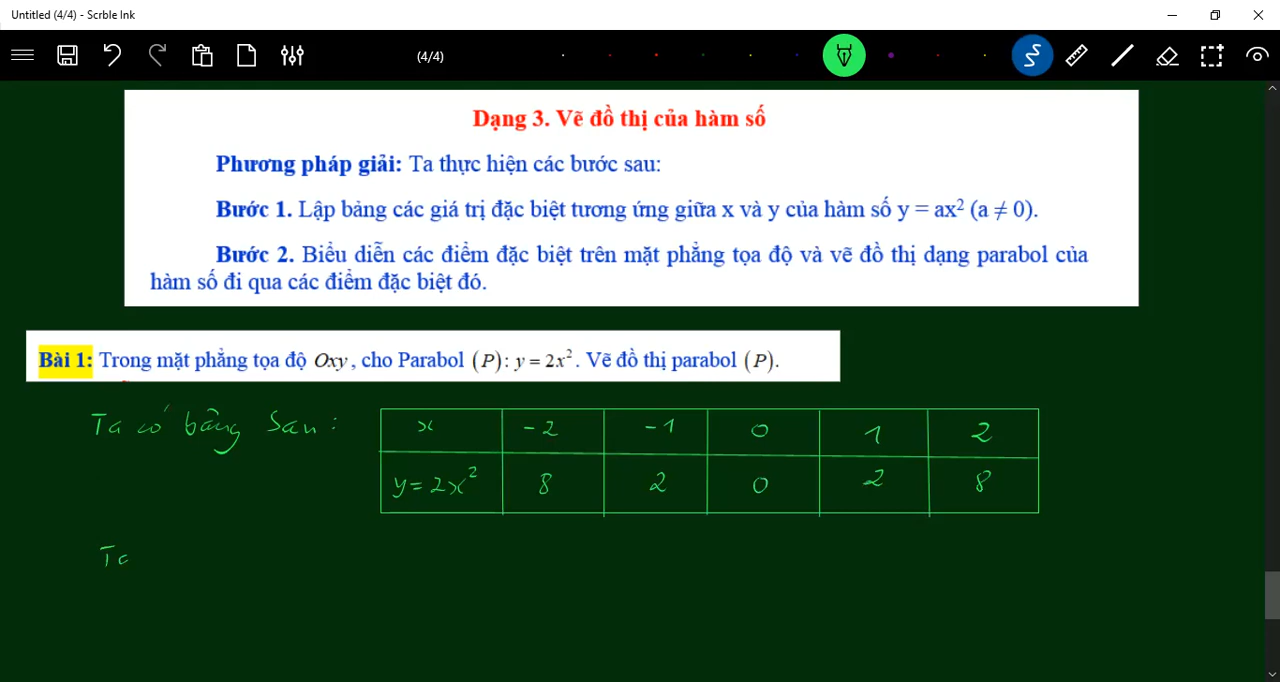 Untitled (4/4) - Scrble Ink
(4/4)
Dạng 3. Vẽ đồ thị của hàm số
Phương pháp giải: Ta thực hiện các bước sau:
Bước 1. Lập bảng các giá trị đặc biệt tương ứng giữa x và y của hàm số y = ax² (a ≠ 0).
Bước 2. Biểu diễn các điểm đặc biệt trên mặt phẳng tọa độ và vẽ đồ thị dạng parabol của
hàm số đi qua các điểm đặc biệt đó.
Bài 1: Trong mặt phẳng tọa độ Oxy, cho Parabol (P): y = 2x². Vẽ đồ thị parabol (P).
Ta có bảng sau:
x -2 -1 0 1 2
y = 2x² 8 2 0 2 8
Ta